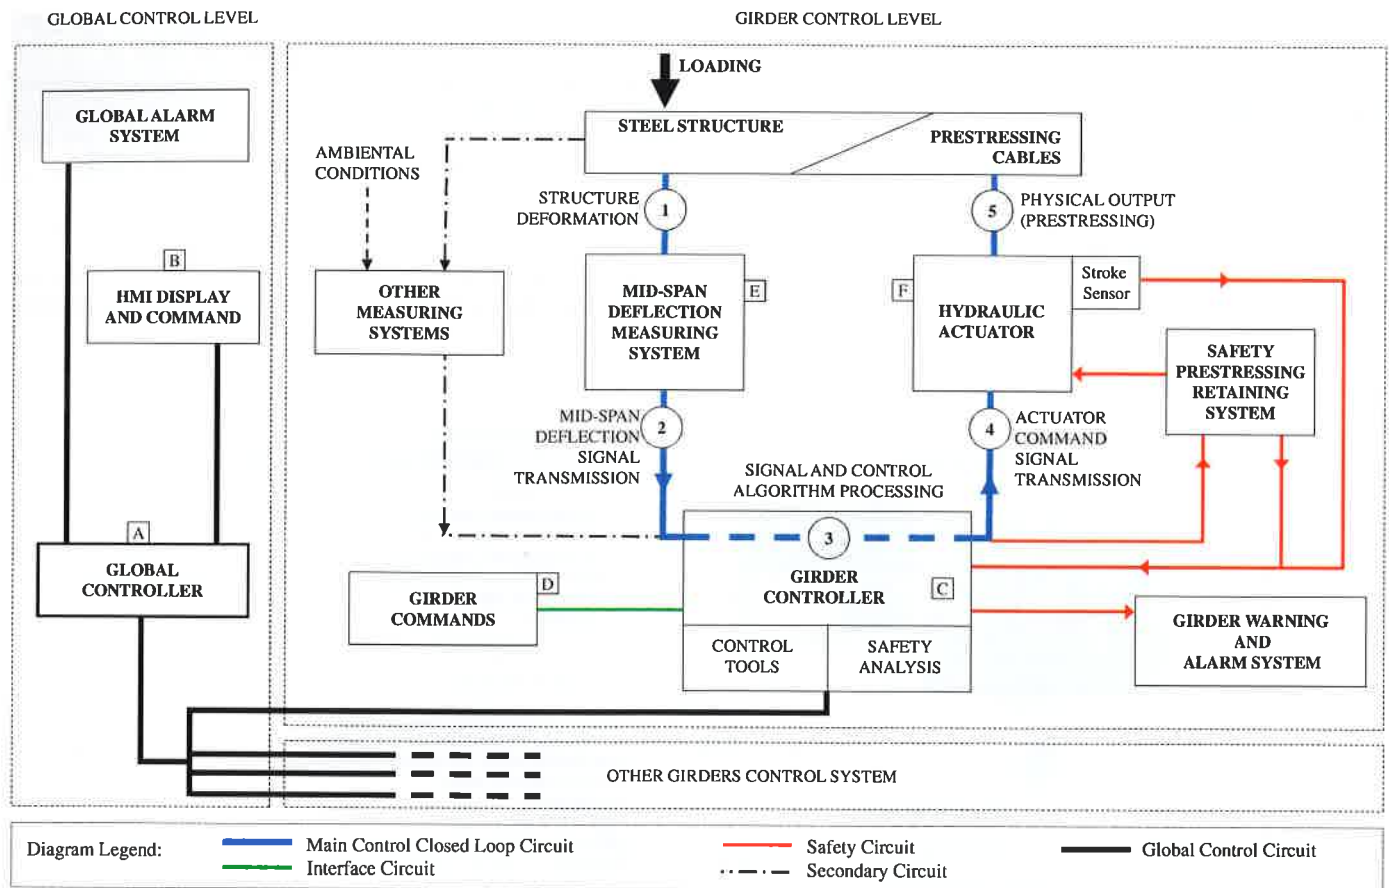 GLOBAL CONTROL LEVEL
GIRDER CONTROL LEVEL
LOADING
GLOBAL ALARM
SYSTEM
STEEL STRUCTURE
PRESTRESSING
CABLES
AMBIENTAL
CONDITIONS
STRUCTURE
DEFORMATION
1
5
PHYSICAL OUTPUT
(PRESTRESSING)
B
HMI DISPLAY
AND COMMAND
OTHER
MEASURING
SYSTEMS
MID-SPAN
DEFLECTION
MEASURING
SYSTEM
E
F
HYDRAULIC
ACTUATOR
Stroke
Sensor
SAFETY
PRESTRESSING
RETAINING
SYSTEM
MID-SPAN
DEFLECTION
SIGNAL
TRANSMISSION
2
4
ACTUATOR
COMMAND
SIGNAL
TRANSMISSION
SIGNAL AND CONTROL
ALGORITHM PROCESSING
A
GLOBAL
CONTROLLER
3
GIRDER
CONTROLLER
C
D
GIRDER
COMMANDS
CONTROL
TOOLS
SAFETY
ANALYSIS
GIRDER WARNING
AND
ALARM SYSTEM
OTHER GIRDERS CONTROL SYSTEM
Diagram Legend:
Main Control Closed Loop Circuit
Interface Circuit
Safety Circuit
Secondary Circuit
Global Control Circuit